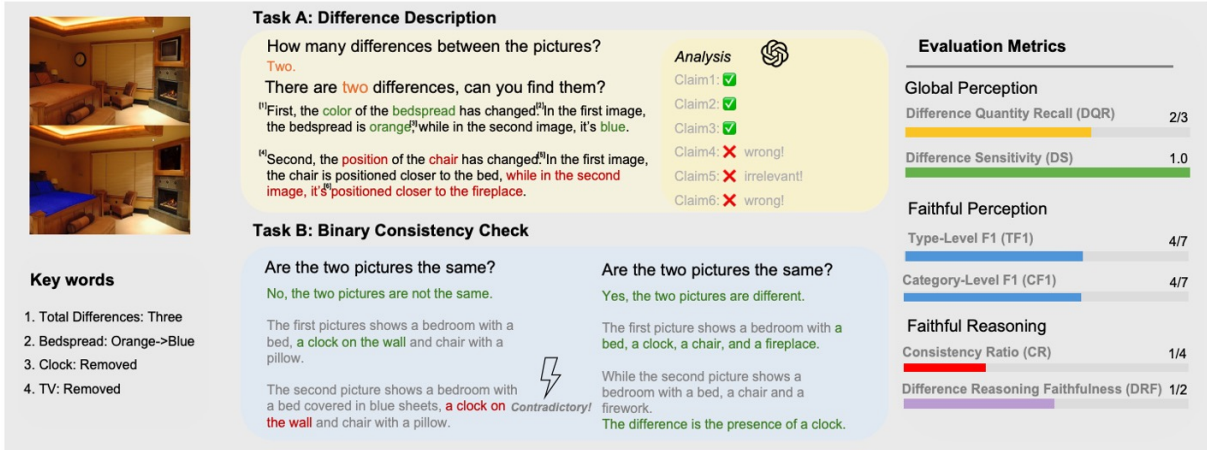 Task A: Difference Description
How many differences between the pictures?
Two.
There are two differences, can you find them?
[1]First, the color of the bedspread has changed.[2]In the first image,
the bedspread is orange,[3]while in the second image, it's blue.
[4]Second, the position of the chair has changed.[5]In the first image,
the chair is positioned closer to the bed, while in the second
image, it's[6]positioned closer to the fireplace.
Analysis
Claim1: ✅
Claim2: ✅
Claim3: ✅
Claim4: ❌ wrong!
Claim5: ❌ irrelevant!
Claim6: ❌ wrong!
Task B: Binary Consistency Check
Are the two pictures the same?
No, the two pictures are not the same.
The first pictures shows a bedroom with a
bed, a clock on the wall and chair with a
pillow.
The second picture shows a bedroom with
a bed covered in blue sheets, a clock on
the wall and chair with a pillow.
Contradictory!
Are the two pictures the same?
Yes, the two pictures are different.
The first picture shows a bedroom with a
bed, a clock, a chair, and a fireplace.
While the second picture shows a
bedroom with a bed, a chair and a
firework.
The difference is the presence of a clock.
Key words
1. Total Differences: Three
2. Bedspread: Orange->Blue
3. Clock: Removed
4. TV: Removed
Evaluation Metrics
Global Perception
Difference Quantity Recall (DQR) 2/3
Difference Sensitivity (DS) 1.0
Faithful Perception
Type-Level F1 (TF1) 4/7
Category-Level F1 (CF1) 4/7
Faithful Reasoning
Consistency Ratio (CR) 1/4
Difference Reasoning Faithfulness (DRF) 1/2